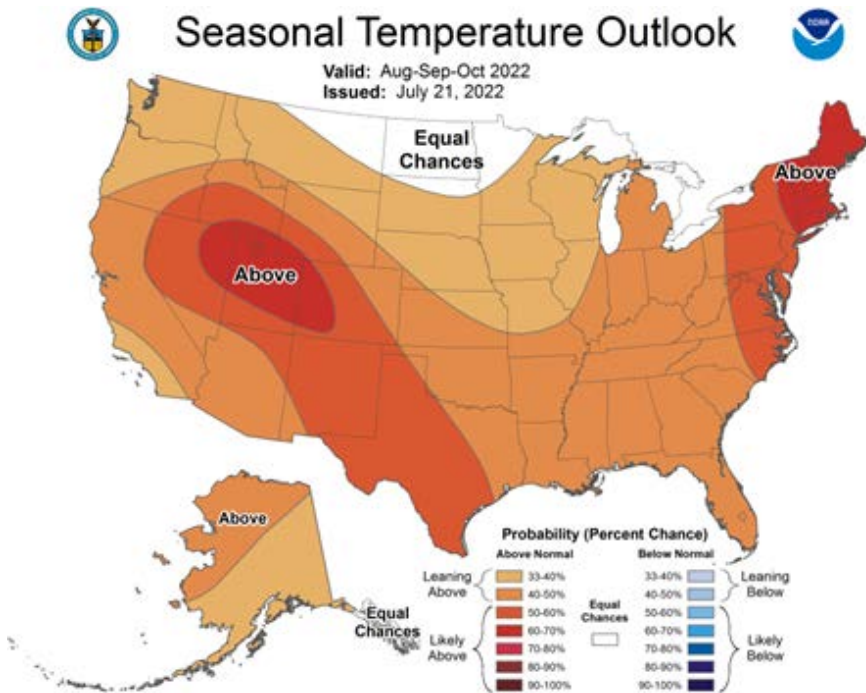 Seasonal Temperature Outlook
NOAA
Valid: Aug-Sep-Oct 2022
Issued: July 21, 2022
Equal
Chances
Above
Above
Above
Equal
Chances
Probability (Percent Chance)
Above Normal
Below Normal
Leaning
Above
33-40%
40-50%
Likely
Above
50-60%
60-70%
70-80%
80-90%
90-100%
Equal
Chances
33-40%
40-50%
Leaning
Below
50-60%
60-70%
70-80%
80-90%
90-100%
Likely
Below